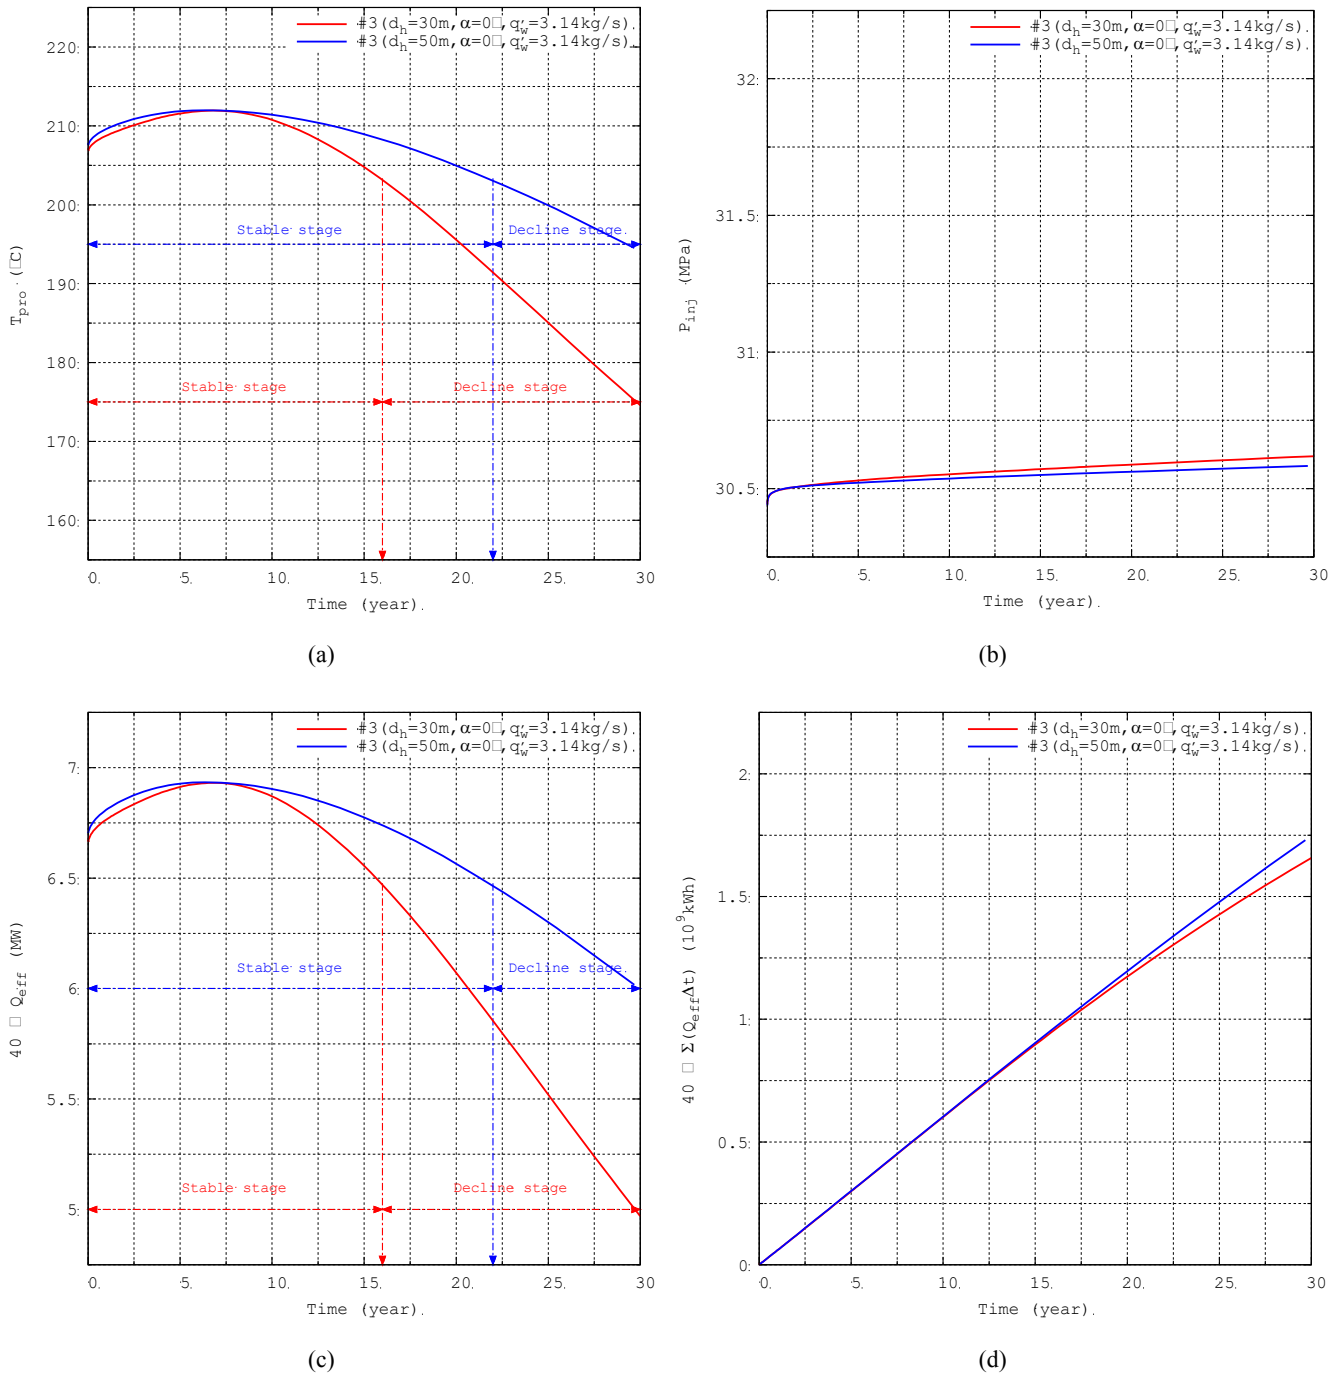 #3(dh=30m,α=0□,q′w=3.14kg/s).
#3(dh=50m,α=0□,q′w=3.14kg/s).
220:
210:
200:
190:
180:
170:
160:
Tpro·(□C)
Stable·stage
Decline stage.
Stable·stage
Decline stage
0. 5. 10. 15. 20. 25. 30
Time (year).
(a)
#3(dh=30m,α=0□,q′w=3.14kg/s).
#3(dh=50m,α=0□,q′w=3.14kg/s).
32:
31.5:
31:
30.5:
Pinj (MPa)
0. 5. 10. 15. 20. 25. 30
Time (year).
(b)
#3(dh=30m,α=0□,q′w=3.14kg/s).
#3(dh=50m,α=0□,q′w=3.14kg/s).
7:
6.5:
6:
5.5:
5:
40 □ Qeff (MW)
Stable·stage
Decline stage.
Stable·stage
Decline stage
0. 5. 10. 15. 20. 25. 30
Time (year).
(c)
#3(dh=30m,α=0□,q′w=3.14kg/s).
#3(dh=50m,α=0□,q′w=3.14kg/s).
2:
1.5:
1:
0.5:
0:
40 □ Σ(QeffΔt) (10⁹kWh)
0. 5. 10. 15. 20. 25. 30
Time (year).
(d)